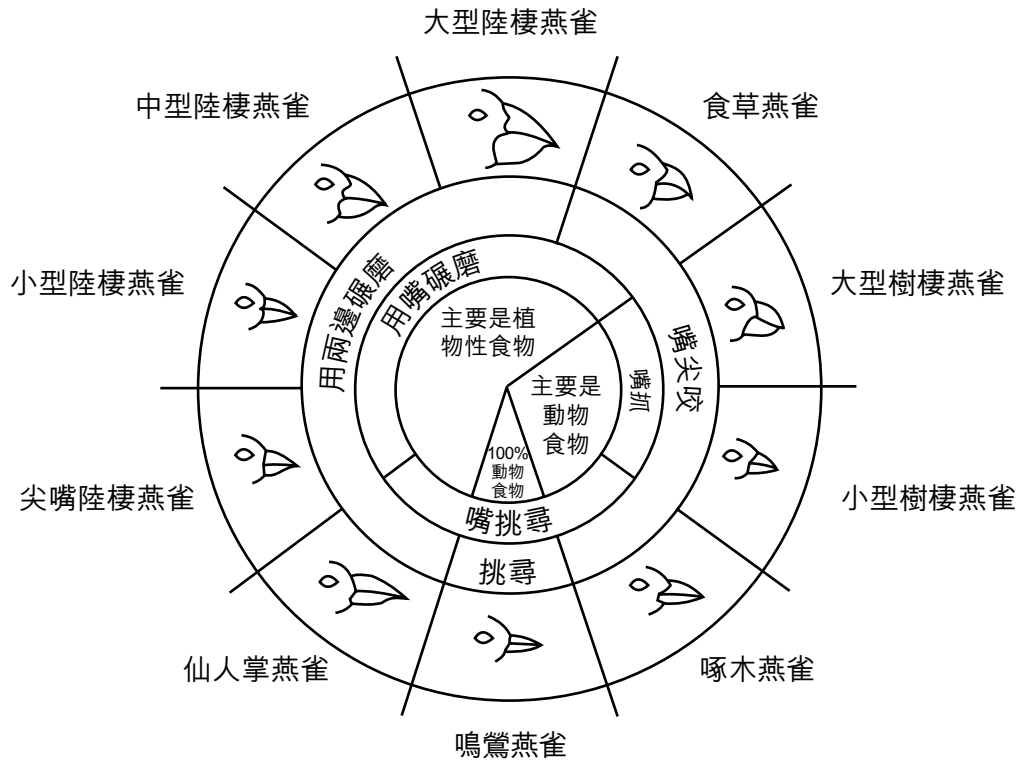 大型陸棲燕雀
中型陸棲燕雀
食草燕雀
小型陸棲燕雀
大型樹棲燕雀
用兩邊碾磨
用嘴碾磨
主要是植
物性食物
嘴尖咬
嘴抓
主要是
動物
食物
100%
動物
食物
尖嘴陸棲燕雀
小型樹棲燕雀
嘴挑尋
挑尋
仙人掌燕雀
啄木燕雀
鳴鶯燕雀